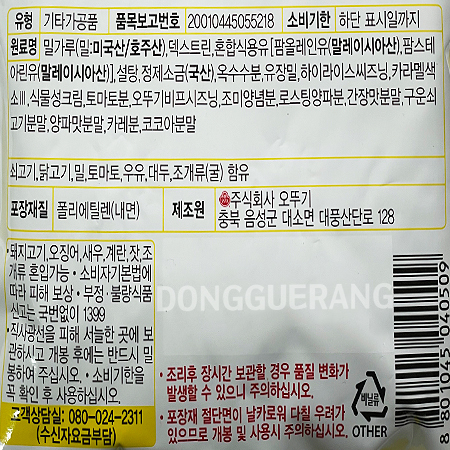 유형 기타가공품 품목보고번호 20010445055218 소비기한 하단 표시일까지
원료명 밀가루(밀:미국산/호주산),덱스트린,혼합식용유[팜올레인유(말레이시아산),팜스테
아린유(말레이시아산)],설탕 정제소금(국산),옥수수분,유장밀,하이라이스씨즈닝,카라멜색
소Ⅲ,식물성크림,토마토분,오뚜기비프시즈닝,조미양념분,로스팅양파분,간장맛분말,구운쇠
고기분말,양파맛분말,카레분,코코아분말
쇠고기,닭고기,밀,토마토,우유,대두,조개류(굴) 함유
포장재질 폴리에틸렌(내면) 제조원 주식회사 오뚜기
충북 음성군 대소면 대풍산단로 128
•돼지고기,오징어,새우,계란,잣,조
개류 혼입가능 • 소비자기본법에
따라 피해 보상 • 부정·불량식품
신고는 국번없이 1399
•직사광선을 피해 서늘한 곳에 보
관하시고 개봉 후에는 반드시 밀
봉하여 주십시오. • 소비기한을
꼭 확인 후 사용하십시오.
고객상담실: 080-024-2311
(수신자요금부담)
DONGGUERANG
• 조리후 장시간 보관할 경우 품질 변화가
발생할 수 있으니 주의하십시오.
• 포장재 절단면이 날카로워 다칠 우려가
있으므로 개봉 및 사용시 주의하십시오.
비닐류
OTHER
8 801045 040509